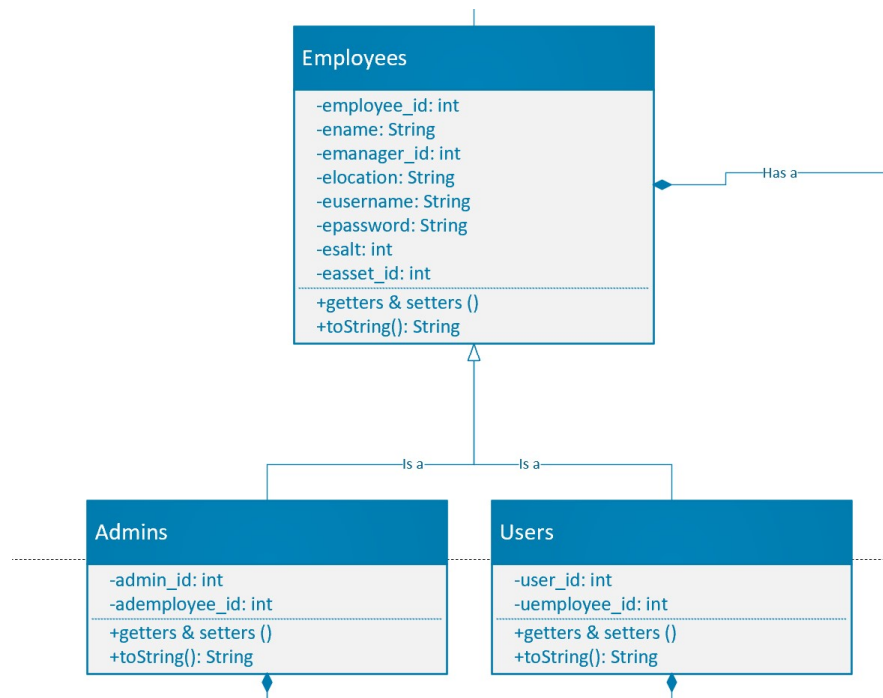 Employees
-employee_id: int
-ename: String
-emanager_id: int
-elocation: String
-eusername: String
-epassword: String
-esalt: int
-easset_id: int
+getters & setters ()
+toString(): String
Has a
Is a
Is a
Admins
-admin_id: int
-ademployee_id: int
+getters & setters ()
+toString(): String
Users
-user_id: int
-uemployee_id: int
+getters & setters ()
+toString(): String